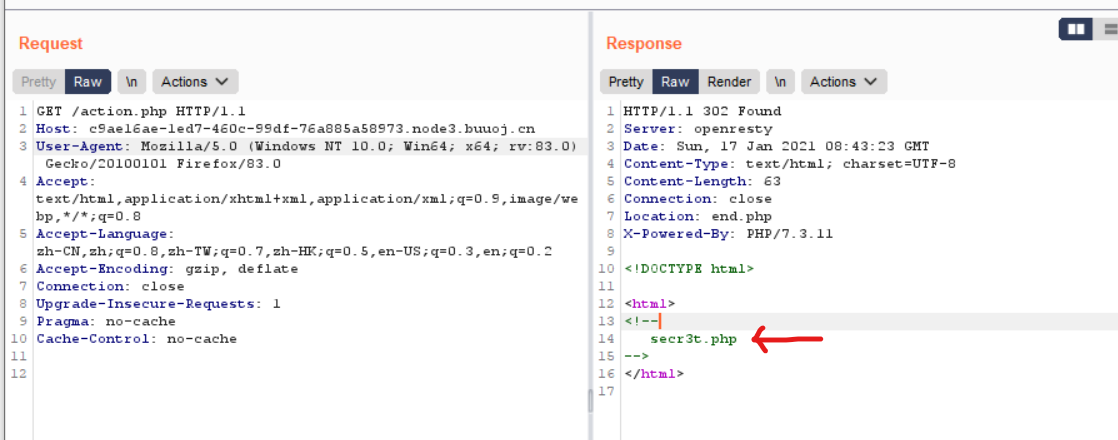 Request
Pretty Raw \n Actions
1 GET /action.php HTTP/1.1
2 Host: c9ae16ae-1ed7-460c-99df-76a885a58973.node3.buuoj.cn
3 User-Agent: Mozilla/5.0 (Windows NT 10.0; Win64; x64; rv:83.0)
Gecko/20100101 Firefox/83.0
4 Accept:
text/html,application/xhtml+xml,application/xml;q=0.9,image/we
bp,*/*;q=0.8
5 Accept-Language:
zh-CN,zh;q=0.8,zh-TW;q=0.7,zh-HK;q=0.5,en-US;q=0.3,en;q=0.2
6 Accept-Encoding: gzip, deflate
7 Connection: close
8 Upgrade-Insecure-Requests: 1
9 Pragma: no-cache
10 Cache-Control: no-cache
11
12
Response
Pretty Raw Render \n Actions
1 HTTP/1.1 302 Found
2 Server: openresty
3 Date: Sun, 17 Jan 2021 08:43:23 GMT
4 Content-Type: text/html; charset=UTF-8
5 Content-Length: 63
6 Connection: close
7 Location: end.php
8 X-Powered-By: PHP/7.3.11
9
10 <!DOCTYPE html>
11
12 <html>
13 <!--
14 secr3t.php
15 -->
16 </html>
17